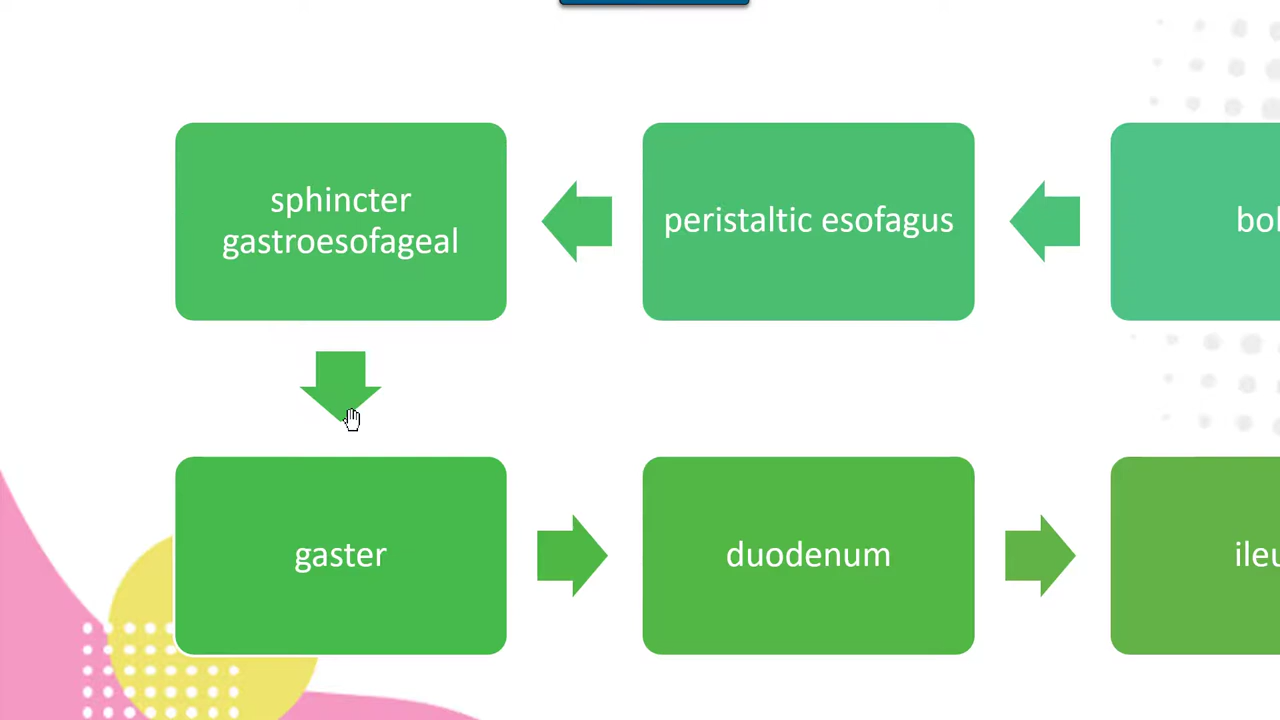 sphincter
gastroesofageal
peristaltic esofagus
gaster
duodenum